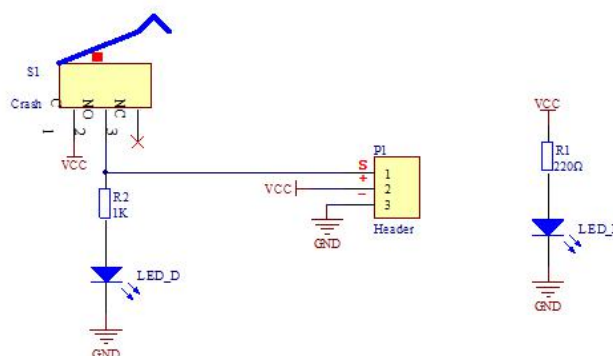 S1
Crash
C
NO
NC
1
2
3
VCC
R2
1K
LED_D
GND
P1
S
+
−
VCC
1
2
3
GND
Header
VCC
R1
220Ω
GND